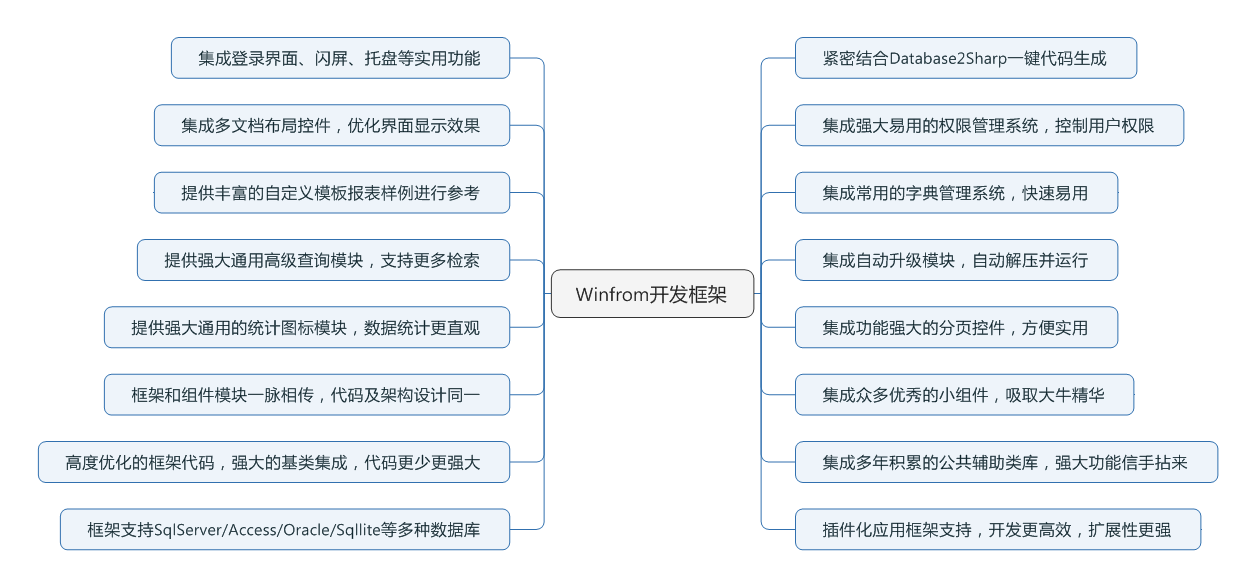 集成登录界面、闪屏、托盘等实用功能
集成多文档布局控件，优化界面显示效果
提供丰富的自定义模板报表样例进行参考
提供强大通用高级查询模块，支持更多检索
提供强大通用的统计图标模块，数据统计更直观
框架和组件模块一脉相传，代码及架构设计同一
高度优化的框架代码，强大的基类集成，代码更少更强大
框架支持SqlServer/Access/Oracle/Sqllite等多种数据库
Winfrom开发框架
紧密结合Database2Sharp一键代码生成
集成强大易用的权限管理系统，控制用户权限
集成常用的字典管理系统，快速易用
集成自动升级模块，自动解压并运行
集成功能强大的分页控件，方便实用
集成众多优秀的小组件，吸取大牛精华
集成多年积累的公共辅助类库，强大功能信手拈来
插件化应用框架支持，开发更高效，扩展性更强